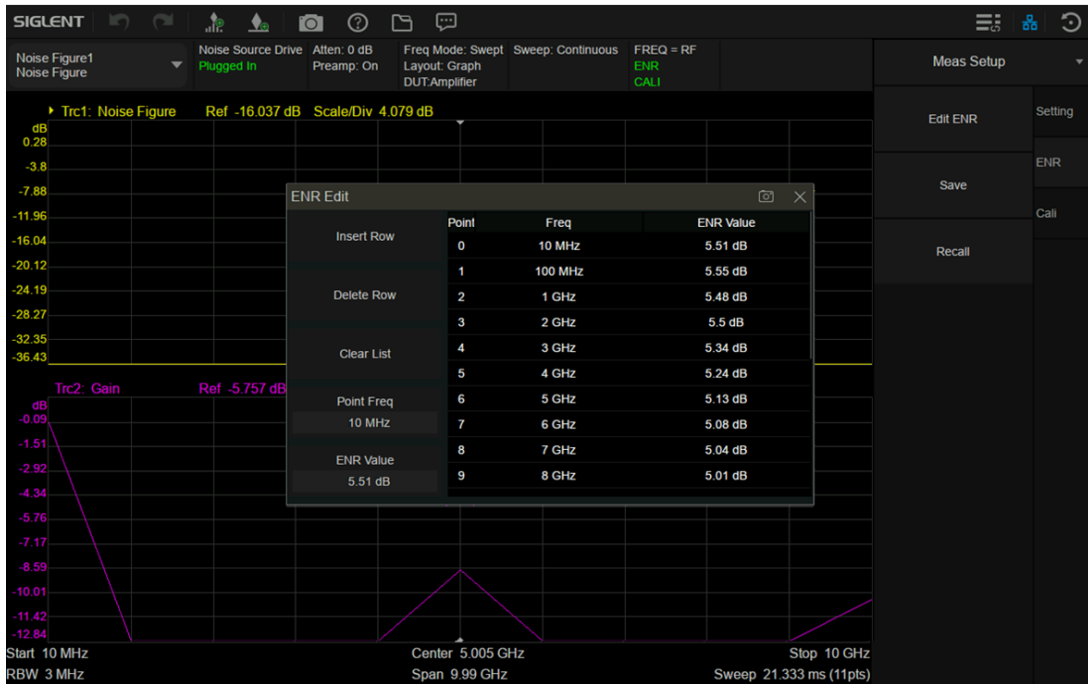 SIGLENT
Noise Figure1
Noise Figure
Noise Source Drive
Plugged In
Atten: 0 dB
Preamp: On
Freq Mode: Swept
Layout: Graph
DUT:Amplifier
Sweep: Continuous
FREQ = RF
ENR
CALI
Meas Setup
Edit ENR
Save
Recall
Setting
ENR
Cali
Trc1: Noise Figure Ref -16.037 dB Scale/Div 4.079 dB
dB
0.28
-3.8
-7.88
-11.96
-16.04
-20.12
-24.19
-28.27
-32.35
-36.43
ENR Edit
Insert Row
Delete Row
Clear List
Point Freq
10 MHz
ENR Value
5.51 dB
Point Freq ENR Value
0 10 MHz 5.51 dB
1 100 MHz 5.55 dB
2 1 GHz 5.48 dB
3 2 GHz 5.5 dB
4 3 GHz 5.34 dB
5 4 GHz 5.24 dB
6 5 GHz 5.13 dB
7 6 GHz 5.08 dB
8 7 GHz 5.04 dB
9 8 GHz 5.01 dB
Trc2: Gain Ref -5.757 dB
dB
-0.09
-1.51
-2.92
-4.34
-5.76
-7.17
-8.59
-10.01
-11.42
-12.84
Start 10 MHz Center 5.005 GHz Stop 10 GHz
RBW 3 MHz Span 9.99 GHz Sweep 21.333 ms (11pts)